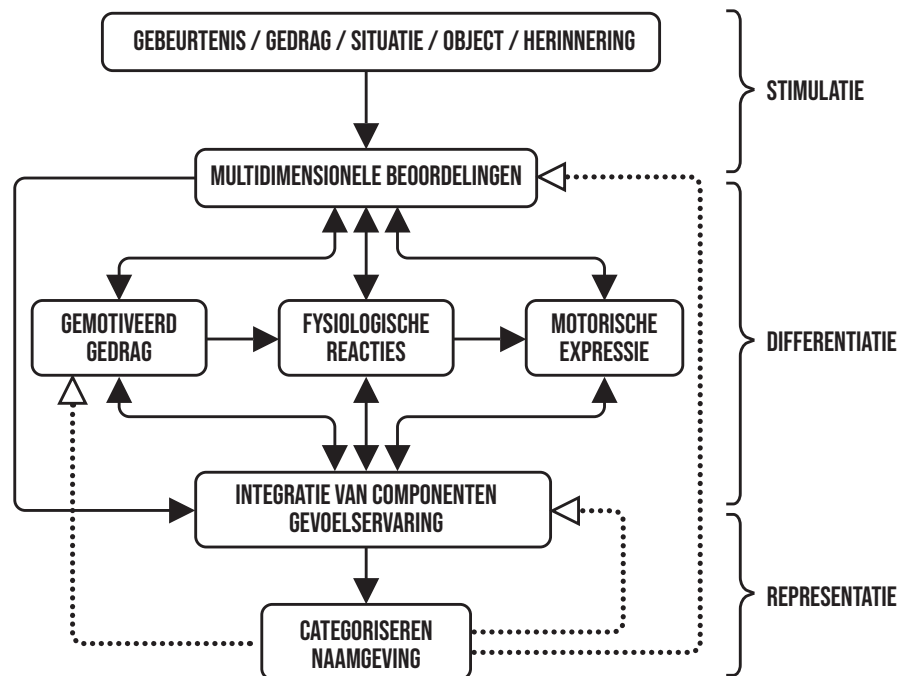 GEBEURTENIS / GEDRAG / SITUATIE / OBJECT / HERINNERING
STIMULATIE
MULTIDIMENSIONELE BEOORDELINGEN
GEMOTIVEERD
GEDRAG
FYSIOLOGISCHE
REACTIES
MOTORISCHE
EXPRESSIE
DIFFERENTIATIE
INTEGRATIE VAN COMPONENTEN
GEVOELSERVARING
REPRESENTATIE
CATEGORISEREN
NAAMGEVING